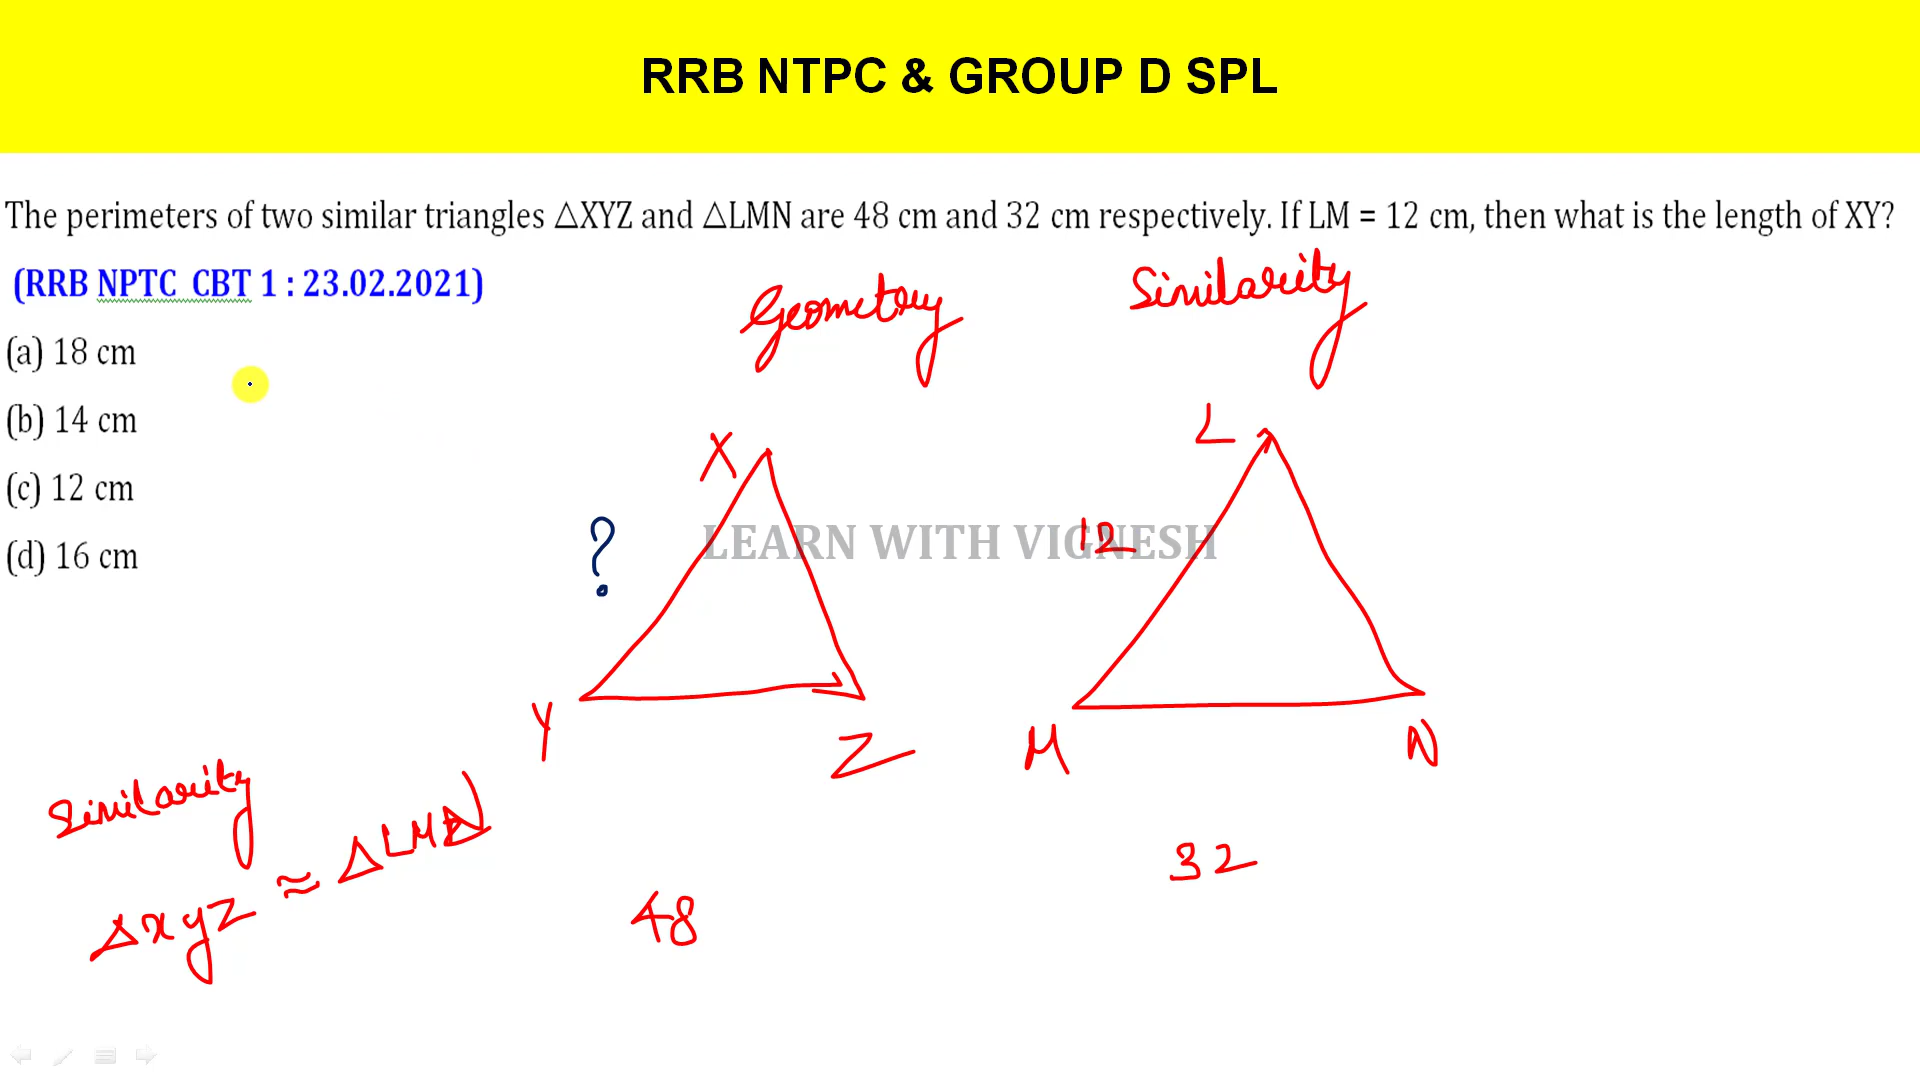 RRB NTPC & GROUP D SPL
The perimeters of two similar triangles △XYZ and △LMN are 48 cm and 32 cm respectively. If LM = 12 cm, then what is the length of XY?
(RRB NPTC CBT 1 : 23.02.2021)
Geometry
Similarity
(a) 18 cm
(b) 14 cm
(c) 12 cm
(d) 16 cm
X
L
?
LEARN WITH VIGNESH
12
Y
Z
M
N
Similarity
△xyz ≈ △LMN
48
32